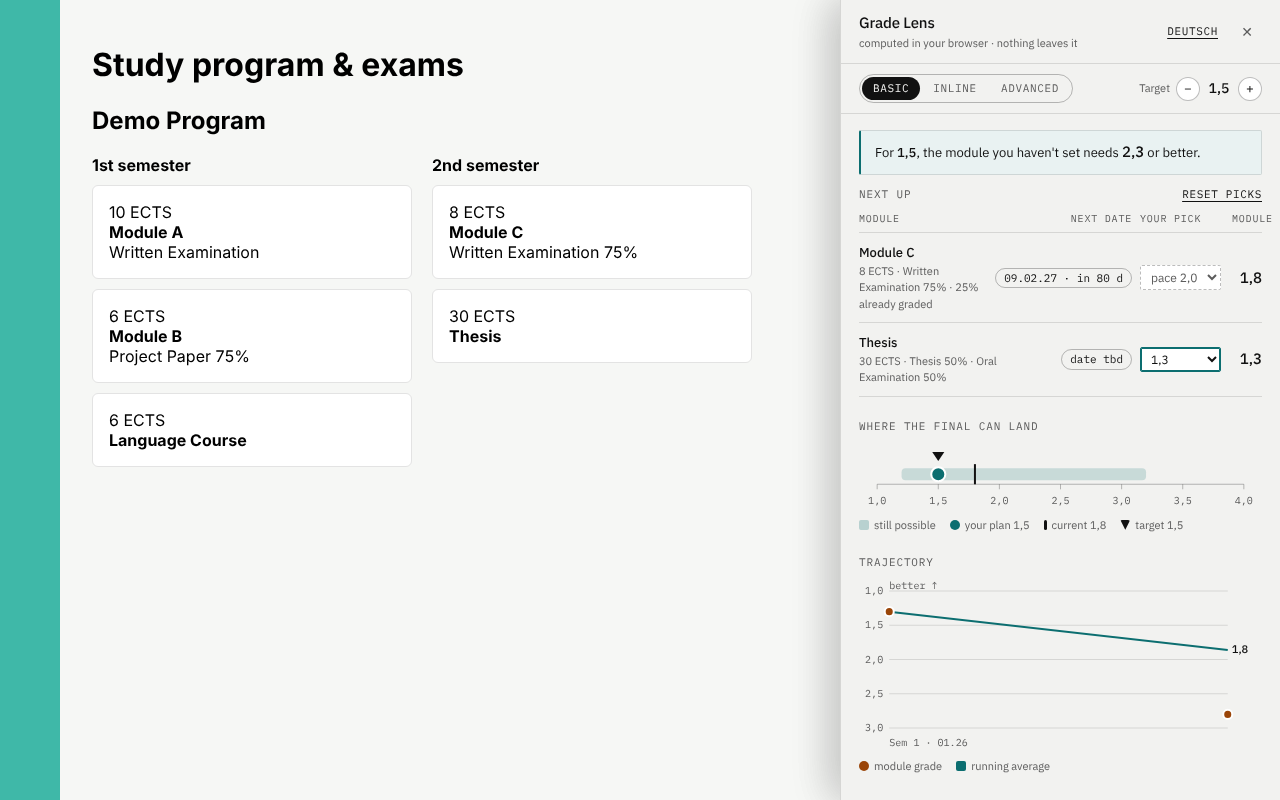 Study program & exams
Demo Program
1st semester
10 ECTS
Module A
Written Examination
6 ECTS
Module B
Project Paper 75%
6 ECTS
Language Course
2nd semester
8 ECTS
Module C
Written Examination 75%
30 ECTS
Thesis
Grade Lens
computed in your browser · nothing leaves it
DEUTSCH ×
BASIC INLINE ADVANCED
Target − 1,5 +
For 1,5, the module you haven't set needs 2,3 or better.
NEXT UP RESET PICKS
MODULE NEXT DATE YOUR PICK MODULE
Module C
8 ECTS · Written
Examination 75% · 25%
already graded
09.02.27 · in 80 d pace 2,0 1,8
Thesis
30 ECTS · Thesis 50% · Oral
Examination 50%
date tbd 1,3 1,3
WHERE THE FINAL CAN LAND
1,0 1,5 2,0 2,5 3,0 3,5 4,0
still possible your plan 1,5 current 1,8 target 1,5
TRAJECTORY
better ↑
1,0
1,5
1,8
2,0
2,5
3,0
Sem 1 · 01.26
module grade running average